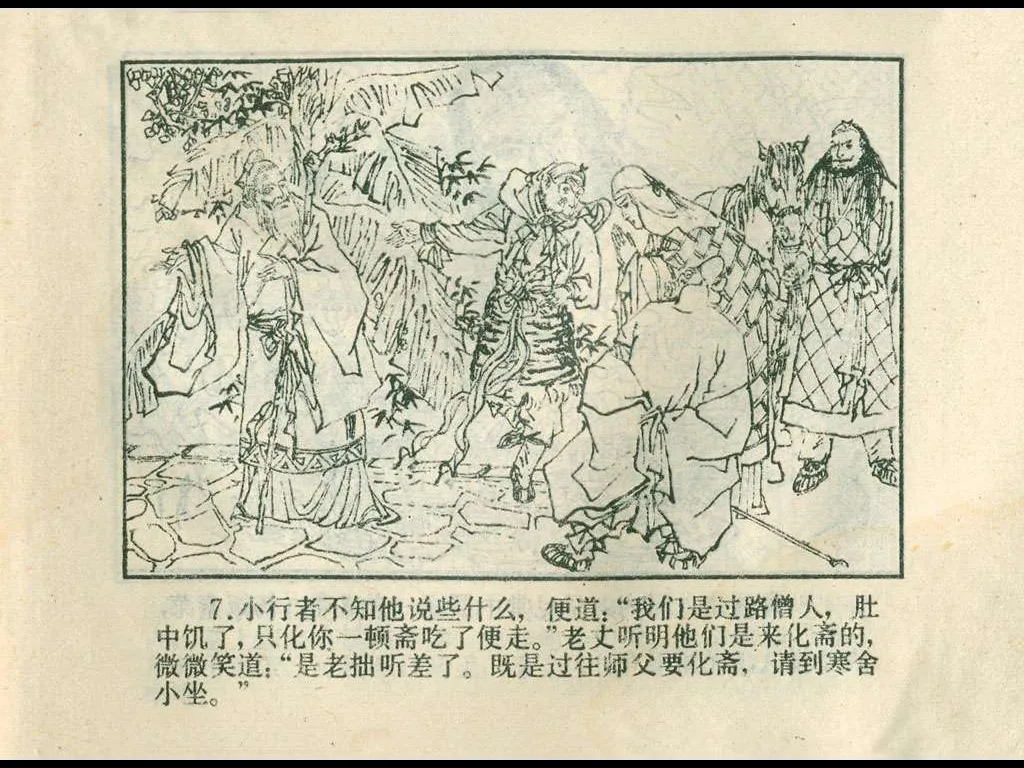 7.小行者不知他说些什么，便道：“我们是过路僧人，肚
中饥了，只化你一顿斋吃了便走。”老丈听明他们是来化斋的，
微微笑道：“是老拙听差了。既是过往师父要化斋，请到寒舍
小坐。”